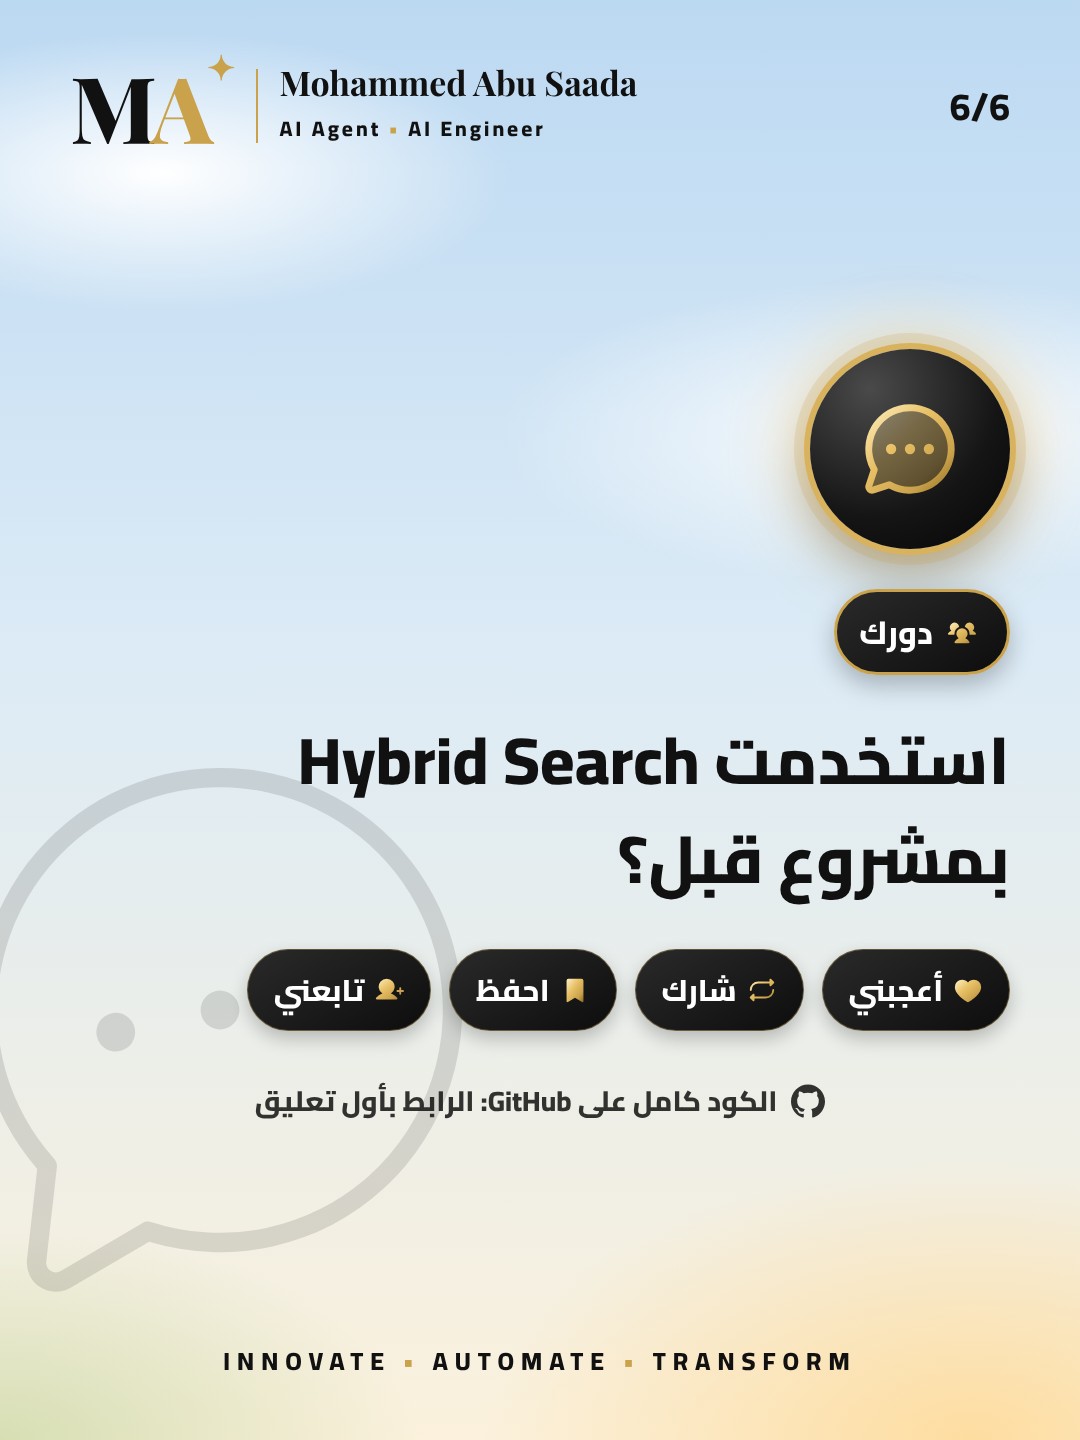 MA
Mohammed Abu Saada
AI Agent ▪ AI Engineer
6/6
دورك
استخدمت Hybrid Search
بمشروع قبل؟
أعجبني
شارك
احفظ
تابعني
الكود كامل على GitHub: الرابط بأول تعليق
INNOVATE ▪ AUTOMATE ▪ TRANSFORM